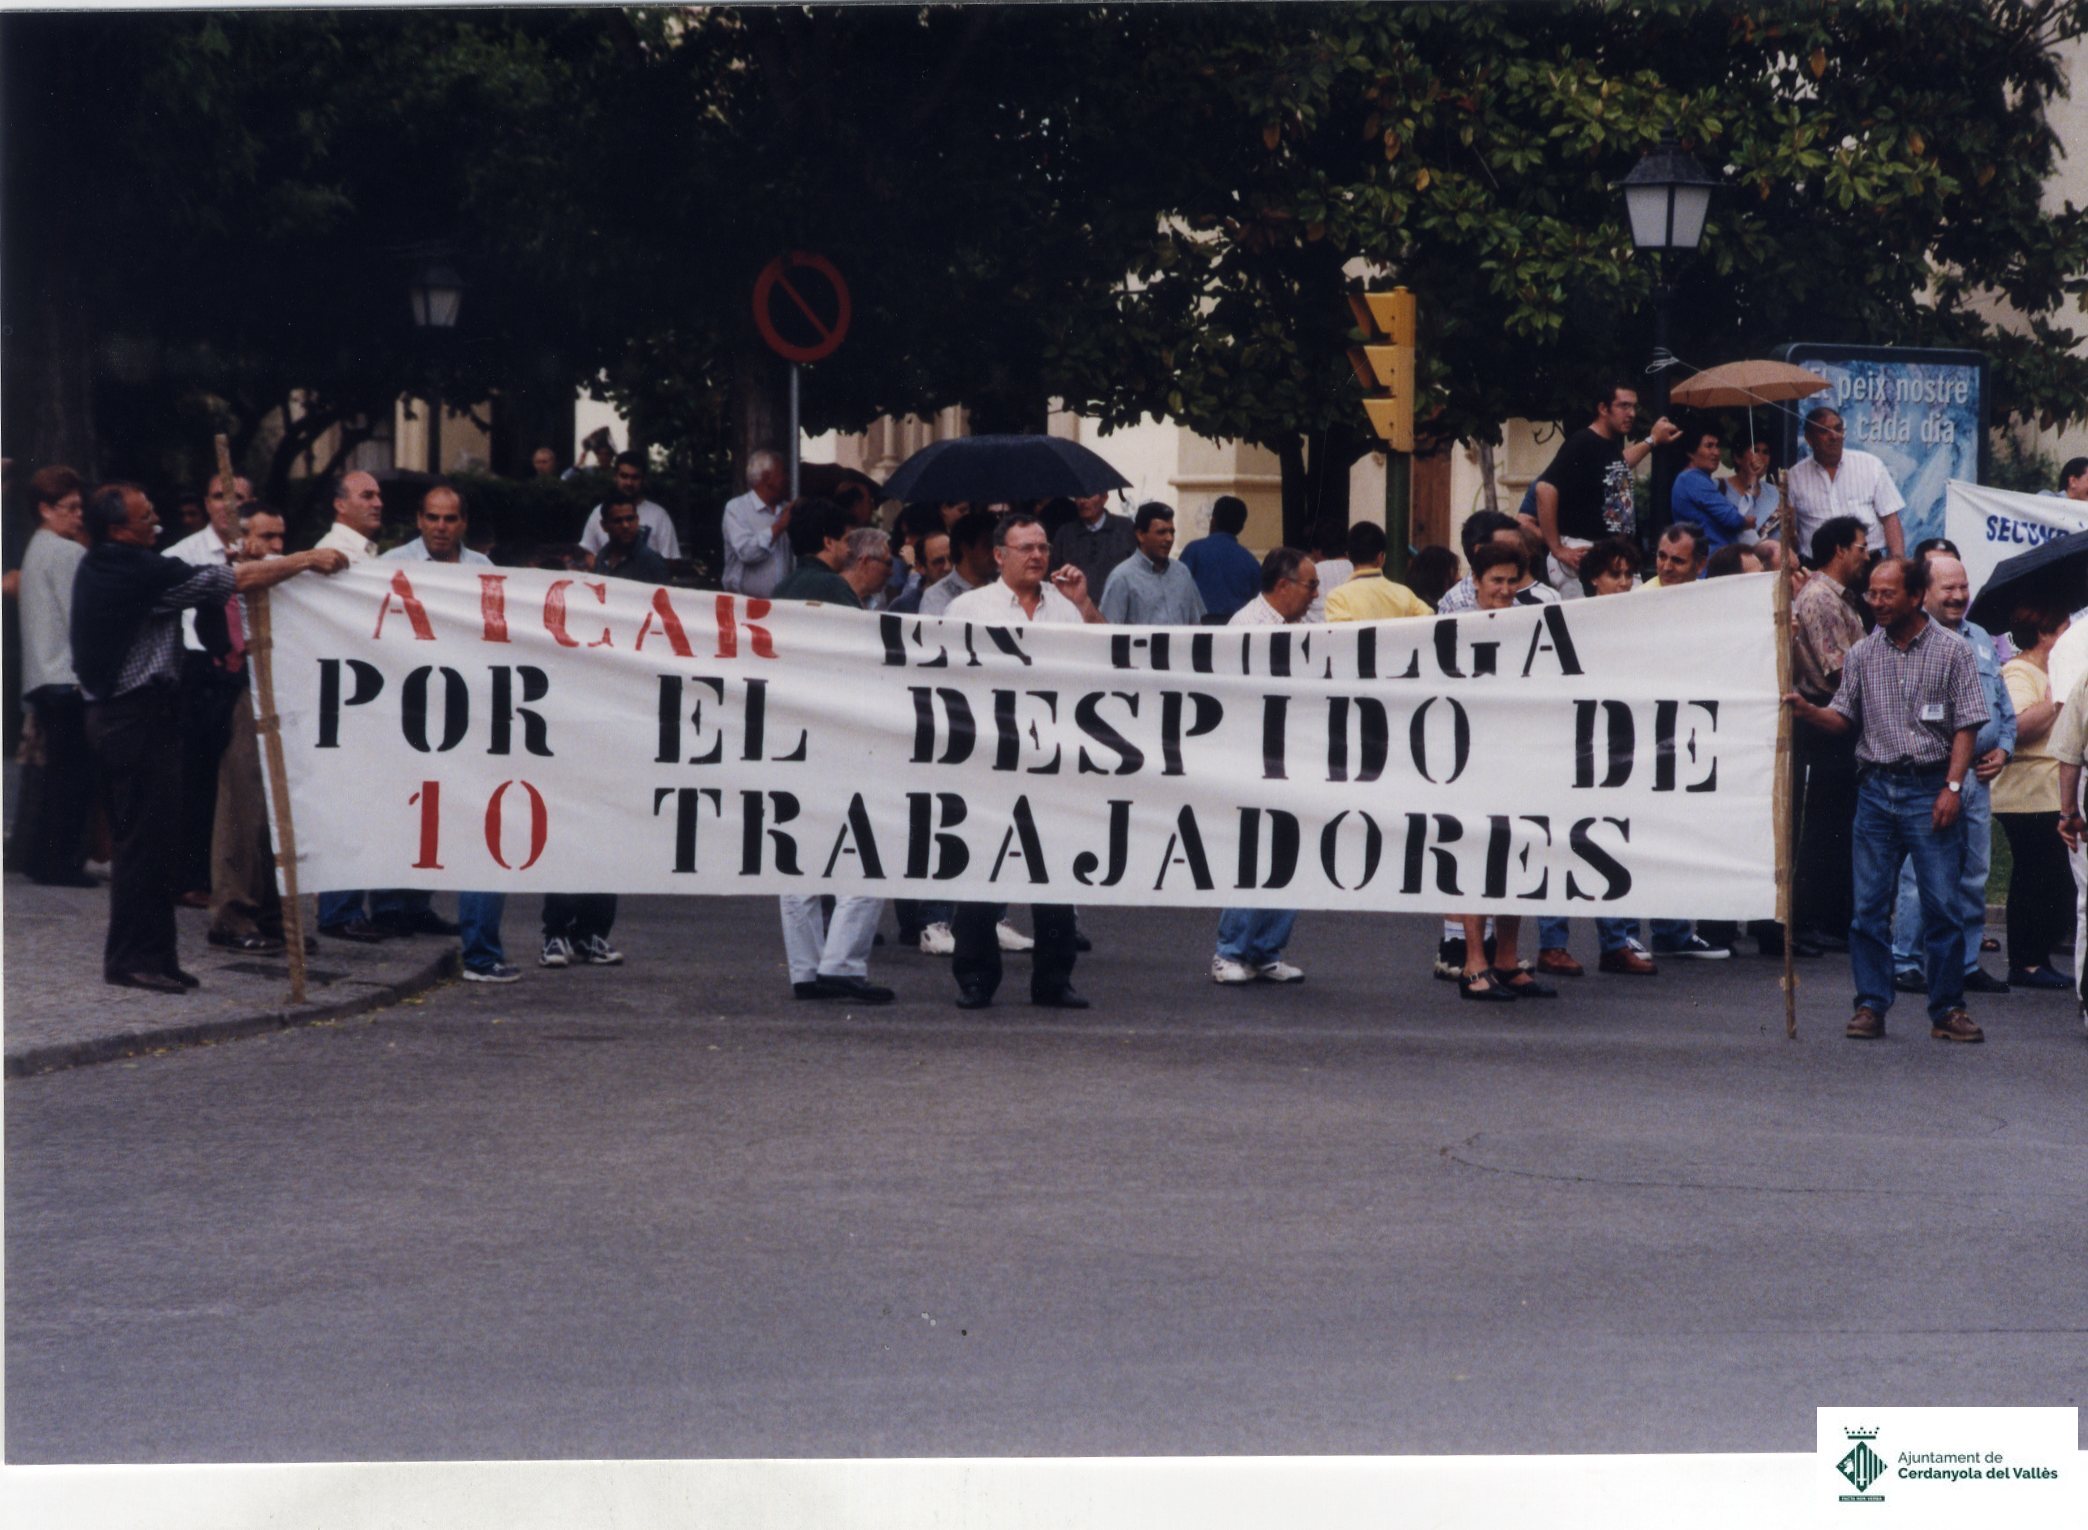 El peix nostre
cada dia
AICAR EN HUELGA
POR EL DESPIDO DE
10 TRABAJADORES
Ajuntament de
Cerdanyola del Vallès